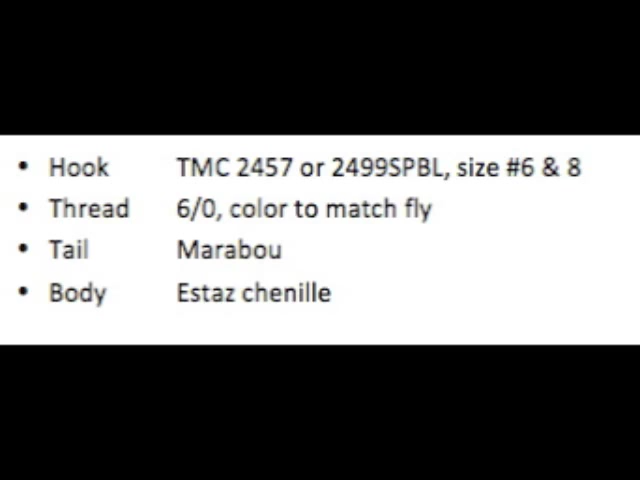 • Hook TMC 2457 or 2499SPBL, size #6 & 8
• Thread 6/0, color to match fly
• Tail Marabou
• Body Estaz chenille